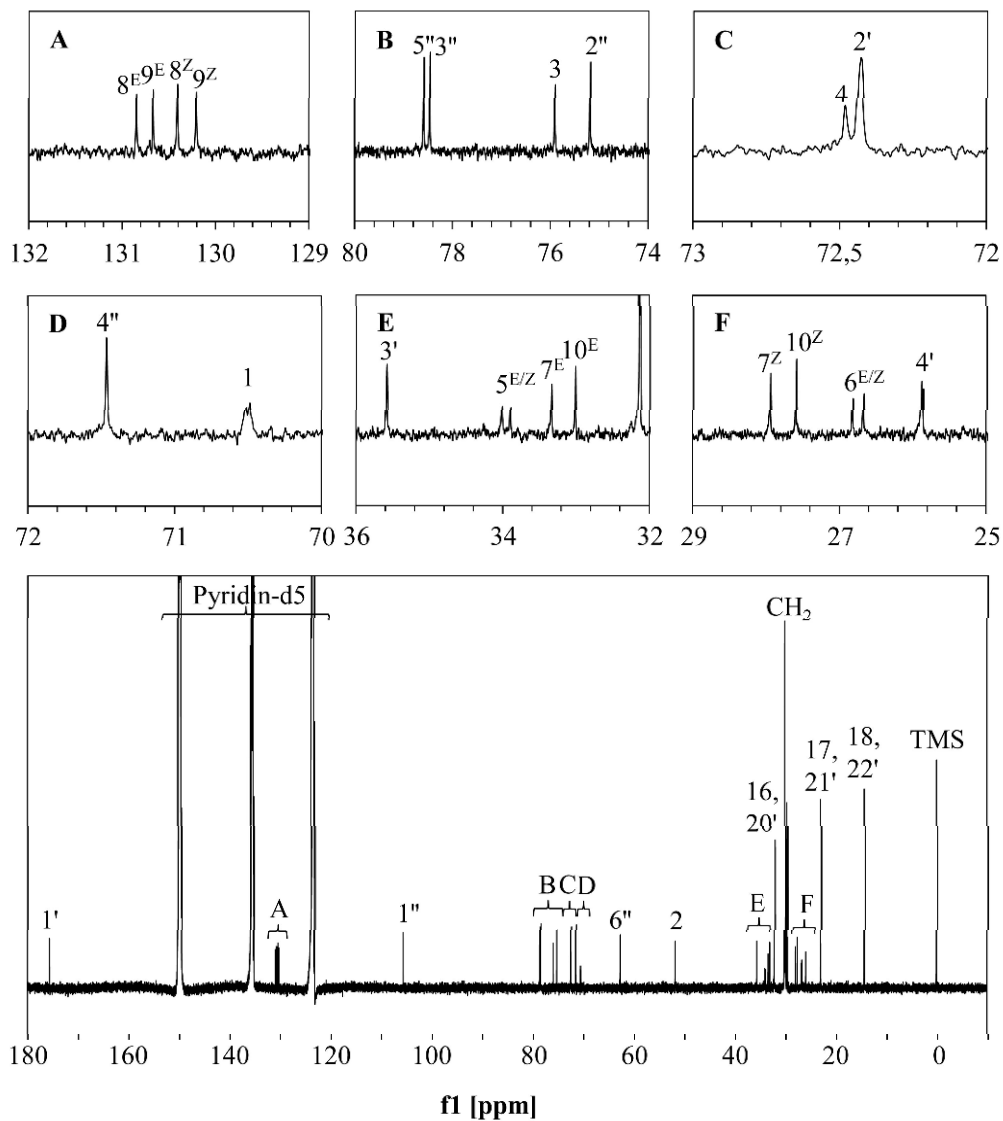 A
8E 9E 8Z 9Z
132 131 130 129
B
5"3" 3 2"
80 78 76 74
C
4 2'
73 72,5 72
D
4" 1
72 71 70
E
3' 5E/Z 7E 10E
36 34 32
F
7Z 10Z 6E/Z 4'
29 27 25
Pyridin-d5
CH₂
1' A 1" B C D 6" 2 E F
16,
20'
17,
21'
18,
22'
TMS
180 160 140 120 100 80 60 40 20 0
f1 [ppm]